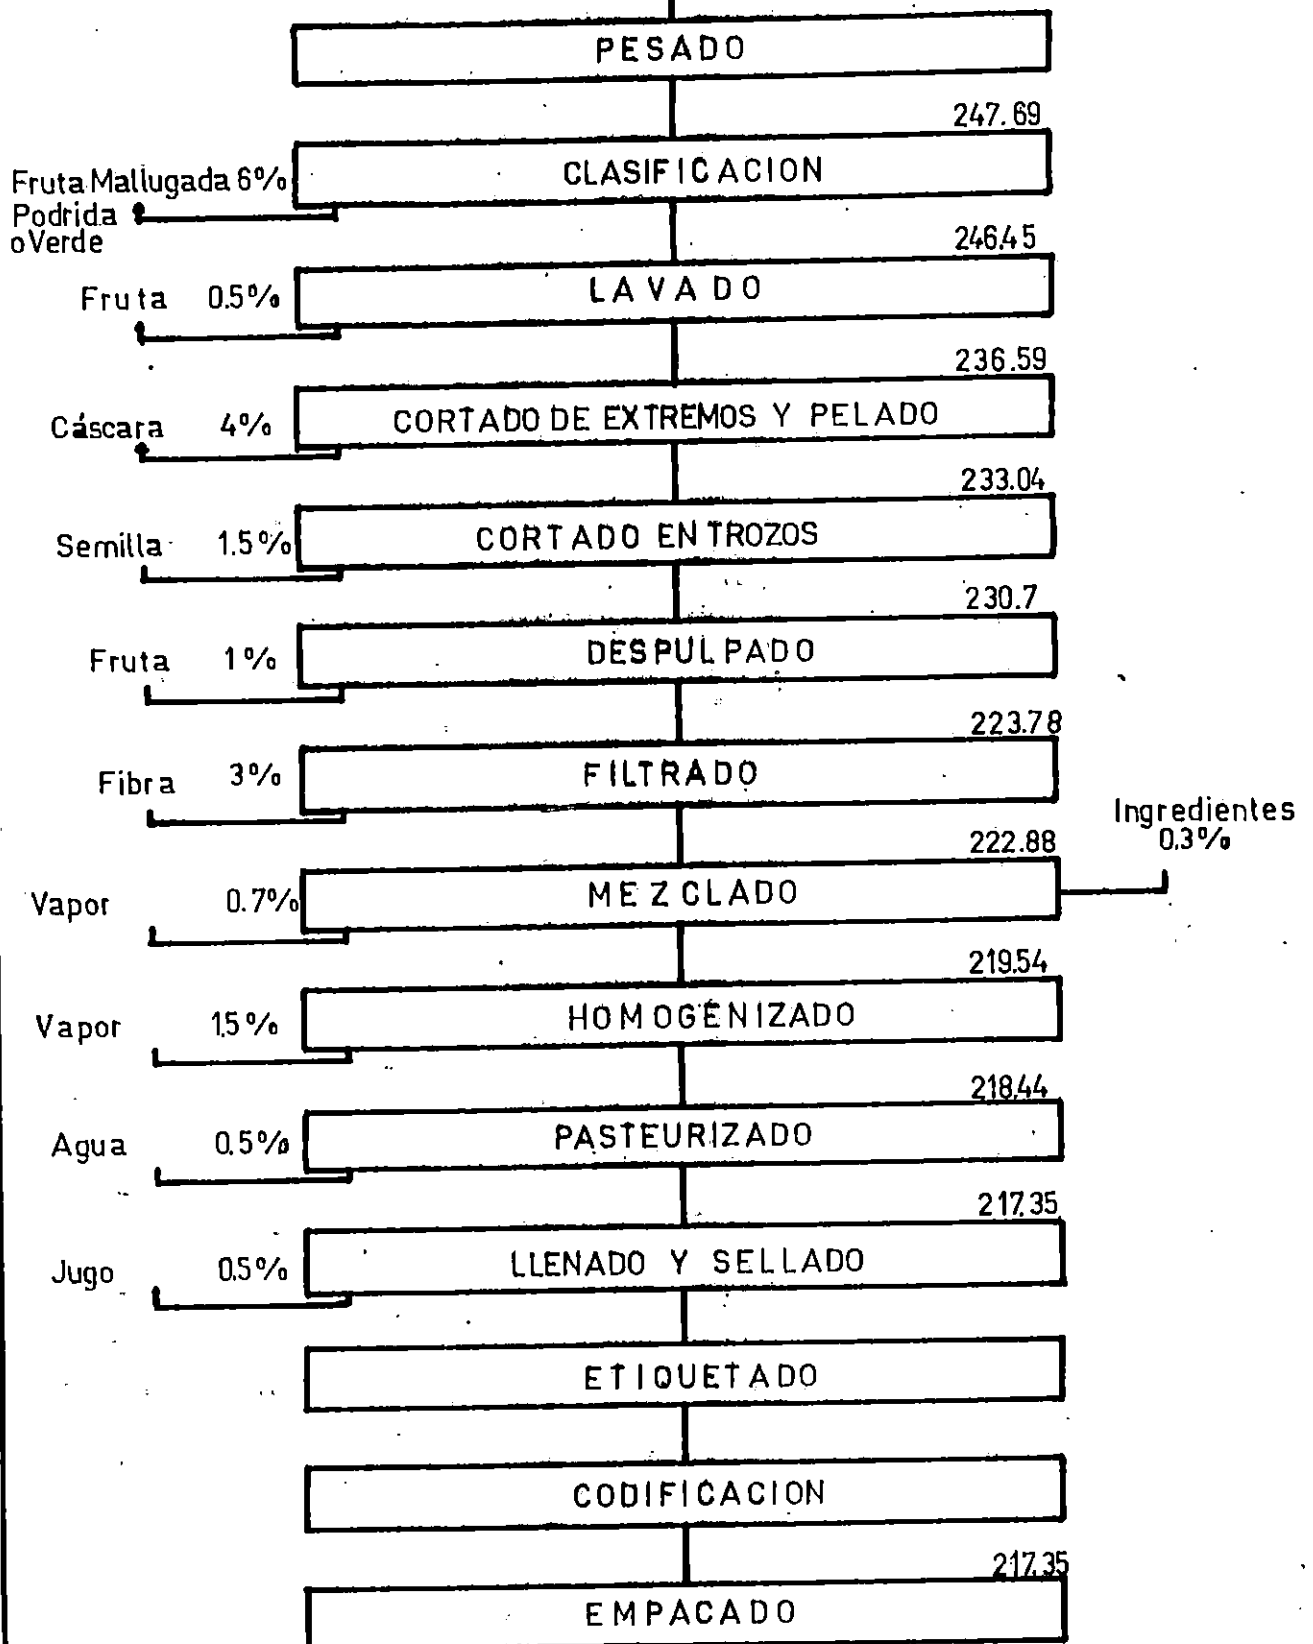 PESADO
247.69
CLASIFICACION
Fruta Mallugada 6%
Podrida
o Verde
246.45
LAVADO
Fruta 0.5%
236.59
CORTADO DE EXTREMOS Y PELADO
Cáscara 4%
233.04
CORTADO EN TROZOS
Semilla 1.5%
230.7
DESPULPADO
Fruta 1%
223.78
FILTRADO
Fibra 3%
Ingredientes
0.3%
222.88
MEZCLADO
Vapor 0.7%
219.54
HOMOGENIZADO
Vapor 1.5%
218.44
PASTEURIZADO
Agua 0.5%
217.35
LLENADO Y SELLADO
Jugo 0.5%
ETIQUETADO
CODIFICACION
217.35
EMPACADO